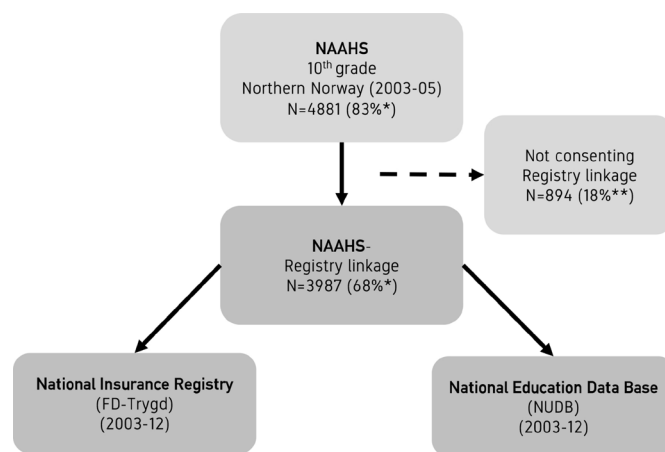 NAAHS
10th grade
Northern Norway (2003-05)
N=4881 (83%*)
Not consenting
Registry linkage
N=894 (18%**)
NAAHS-
Registry linkage
N=3987 (68%*)
National Insurance Registry
(FD-Trygd)
(2003-12)
National Education Data Base
(NUDB)
(2003-12)